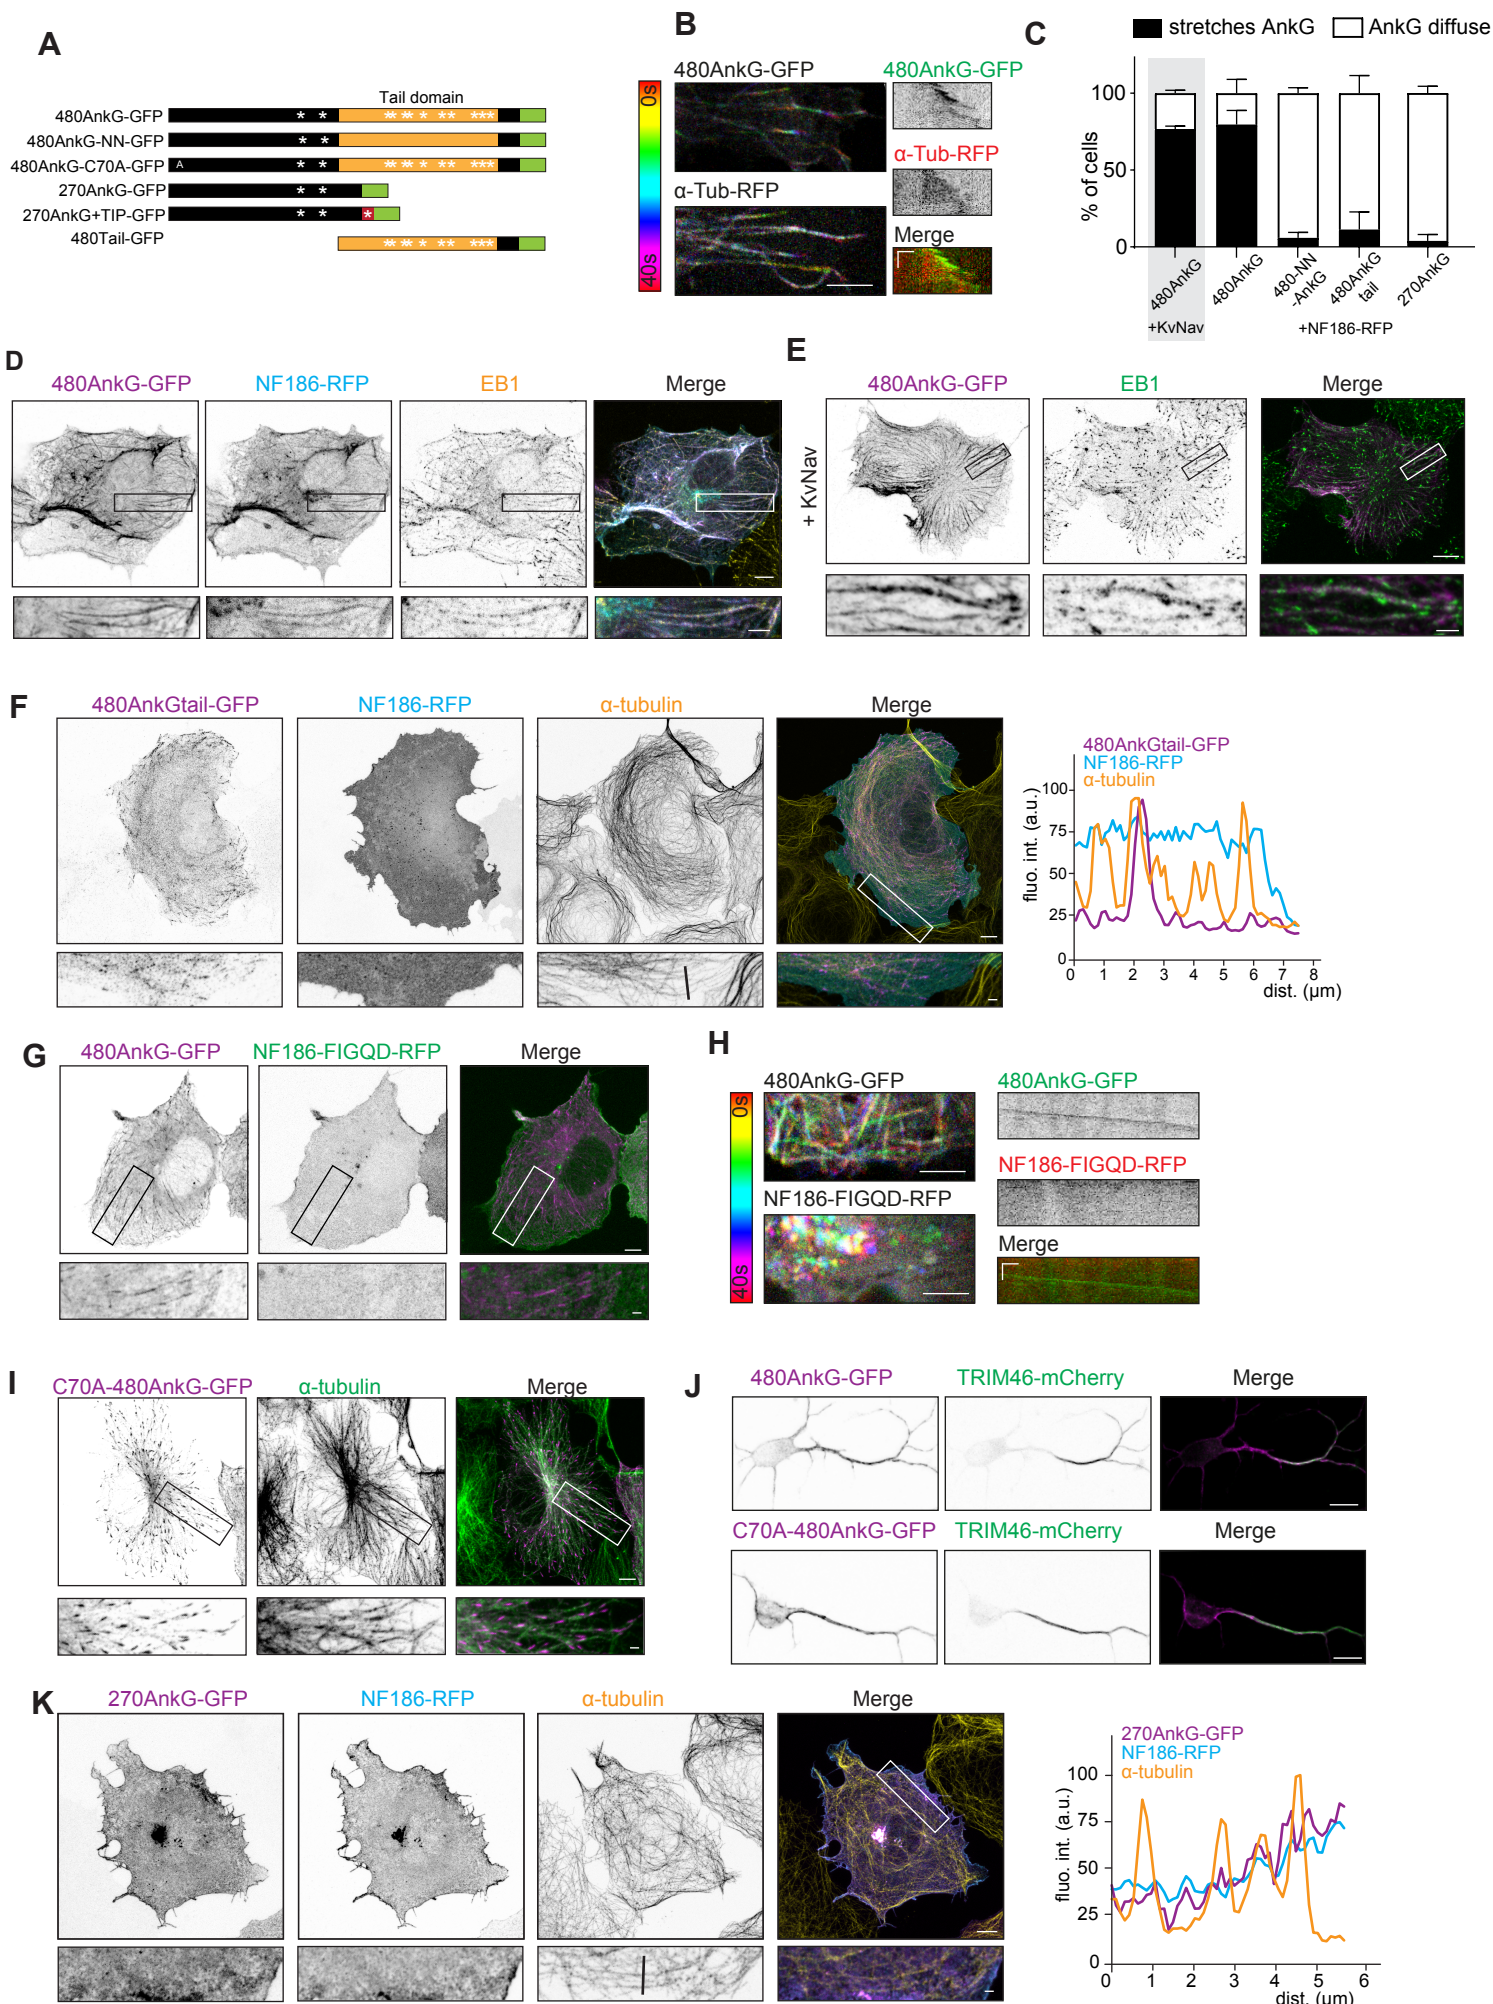 A
Tail domain
480AnkG-GFP
480AnkG-NN-GFP
480AnkG-C70A-GFP
A
270AnkG-GFP
270AnkG+TIP-GFP
480Tail-GFP
B
480AnkG-GFP
480AnkG-GFP
0s
40s
α-Tub-RFP
α-Tub-RFP
Merge
C
stretches AnkG
AnkG diffuse
% of cells
100
50
0
480AnkG
480AnkG
480-NN
-AnkG
480AnkG
tail
270AnkG
+KvNav
+NF186-RFP
D
480AnkG-GFP
NF186-RFP
EB1
Merge
E
480AnkG-GFP
EB1
Merge
+ KvNav
F
480AnkGtail-GFP
NF186-RFP
α-tubulin
Merge
480AnkGtail-GFP
NF186-RFP
α-tubulin
fluo. int. (a.u.)
100
75
50
25
0
0 1 2 3 4 5 6 7 8
dist. (µm)
G
480AnkG-GFP
NF186-FIGQD-RFP
Merge
H
480AnkG-GFP
480AnkG-GFP
0s
40s
NF186-FIGQD-RFP
NF186-FIGQD-RFP
Merge
I
C70A-480AnkG-GFP
α-tubulin
Merge
J
480AnkG-GFP
TRIM46-mCherry
Merge
C70A-480AnkG-GFP
TRIM46-mCherry
Merge
K
270AnkG-GFP
NF186-RFP
α-tubulin
Merge
270AnkG-GFP
NF186-RFP
α-tubulin
fluo. int. (a.u.)
100
75
50
25
0
0 1 2 3 4 5 6
dist. (µm)